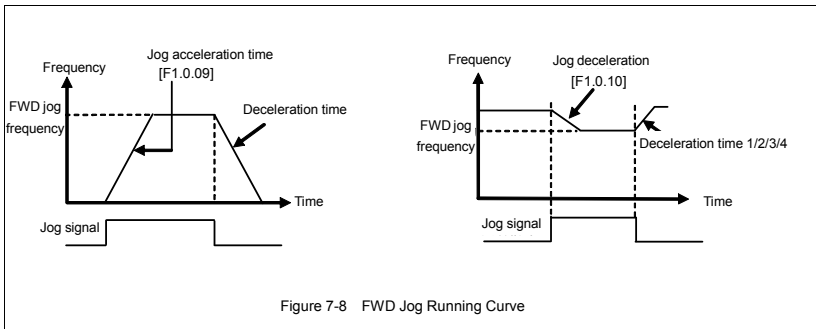 Jog acceleration time
[F1.0.09]
Frequency
FWD jog
frequency
Deceleration time
Time
Jog signal
Jog deceleration
[F1.0.10]
Frequency
FWD jog
frequency
Deceleration time 1/2/3/4
Time
Jog signal
Figure 7-8 FWD Jog Running Curve